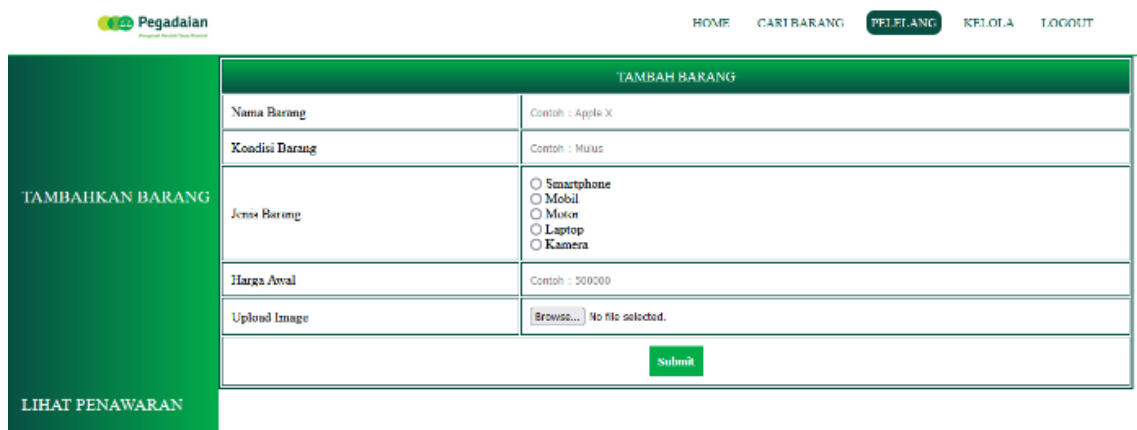 Pegadaian
HOME CARI BARANG PELELANG KELOLA LOGOUT
TAMBAH BARANG
Nama Barang Contoh : Apple X
Kondisi Barang Contoh : Mulus
TAMBAHKAN BARANG
Jenis Barang
Smartphone
Mobil
Motor
Laptop
Kamera
Harga Awal Contoh : 500000
Upload Image Browse... No file selected.
Submit
LIHAT PENAWARAN